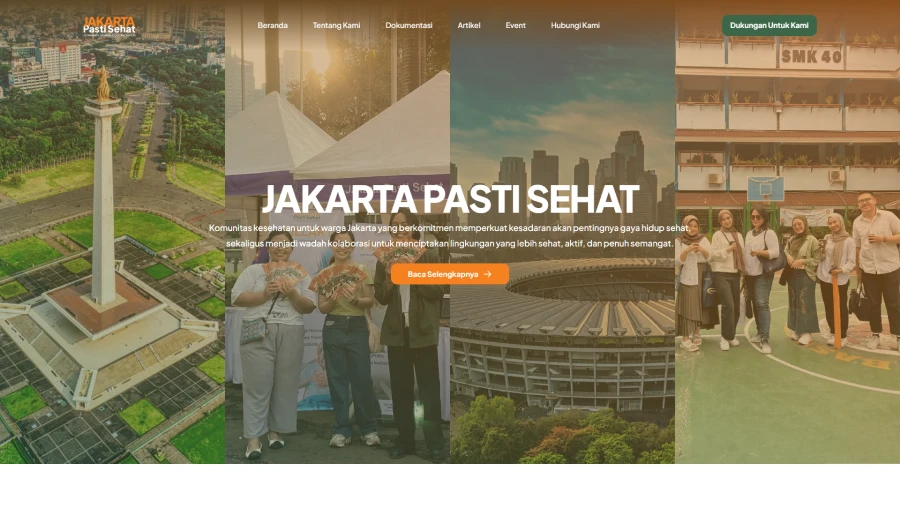 JAKARTA
Pasti Sehat
Beranda
Tentang Kami
Dokumentasi
Artikel
Event
Hubungi Kami
Dukungan Untuk Kami
SMK 40
JAKARTA PASTI SEHAT
Komunitas kesehatan untuk warga Jakarta yang berkomitmen memperkuat kesadaran akan pentingnya gaya hidup sehat,
sekaligus menjadi wadah kolaborasi untuk menciptakan lingkungan yang lebih sehat, aktif, dan penuh semangat.
Baca Selengkapnya